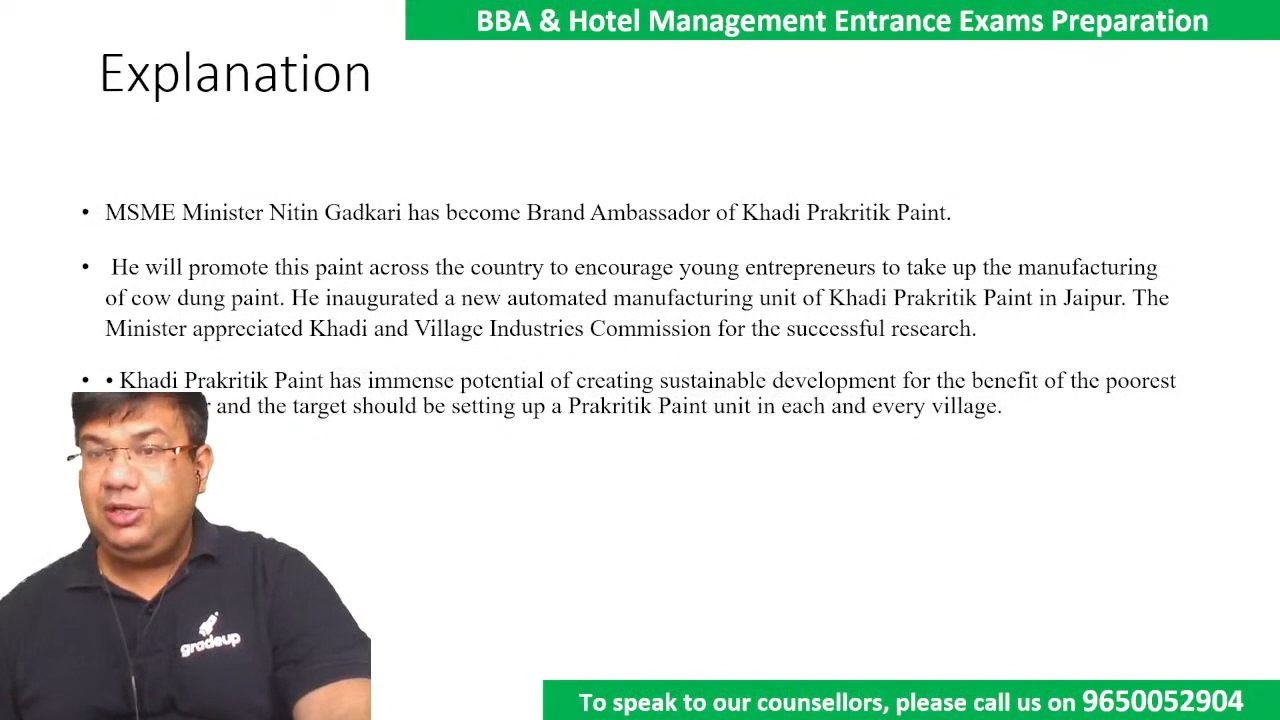 BBA & Hotel Management Entrance Exams Preparation
Explanation
• MSME Minister Nitin Gadkari has become Brand Ambassador of Khadi Prakritik Paint.
• He will promote this paint across the country to encourage young entrepreneurs to take up the manufacturing
of cow dung paint. He inaugurated a new automated manufacturing unit of Khadi Prakritik Paint in Jaipur. The
Minister appreciated Khadi and Village Industries Commission for the successful research.
• • Khadi Prakritik Paint has immense potential of creating sustainable development for the benefit of the poorest
and the target should be setting up a Prakritik Paint unit in each and every village.
gradeup
To speak to our counsellors, please call us on 9650052904